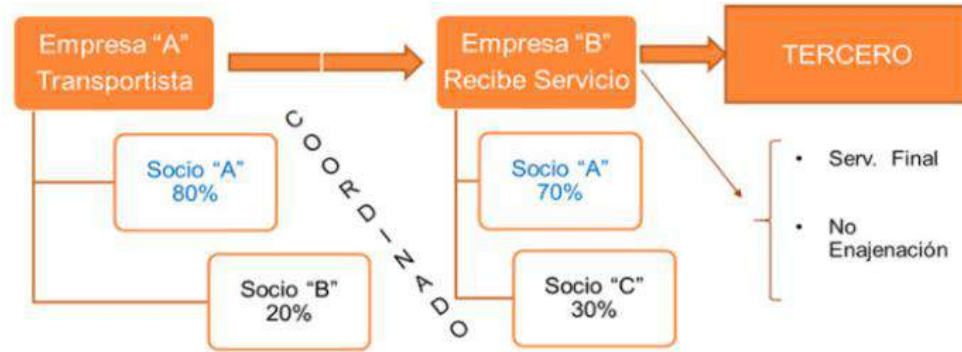 Empresa “A”
Transportista
Empresa “B”
Recibe Servicio
TERCERO
COORDINADO
Socio “A”
80%
Socio “B”
20%
Socio “A”
70%
Socio “C”
30%
• Serv. Final
• No
Enajenación